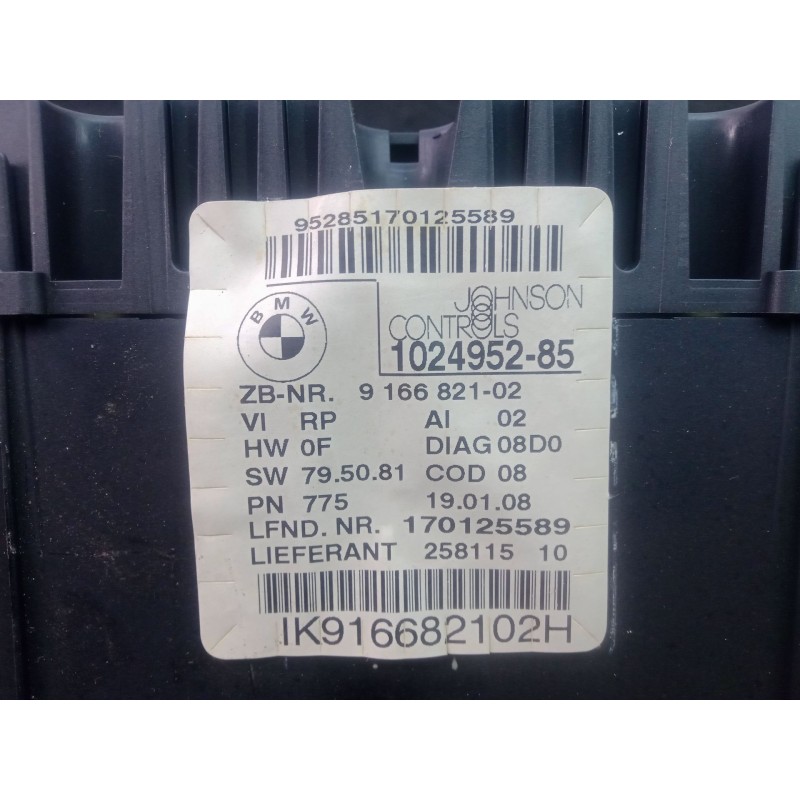 95285170125589
BMW
JOHNSON
CONTROLS
1024952-85
ZB-NR. 9 166 821-02
VI RP AI 02
HW 0F DIAG 08D0
SW 79.50.81 COD 08
PN 775 19.01.08
LFND. NR. 170125589
LIEFERANT 258115 10
IK916682102H